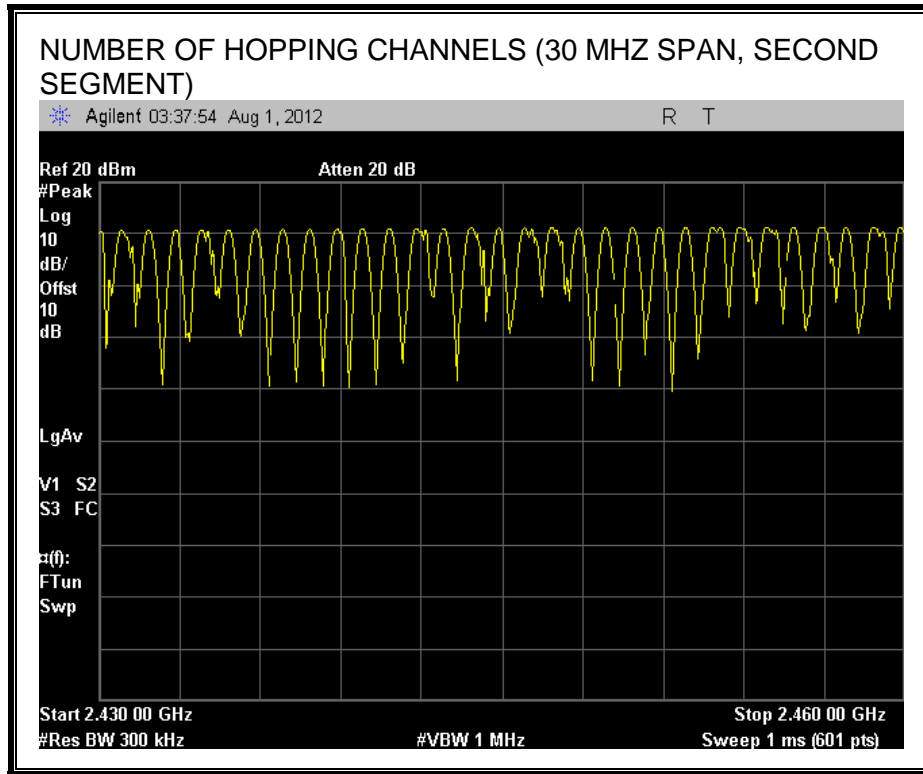 NUMBER OF HOPPING CHANNELS (30 MHZ SPAN, SECOND
SEGMENT)
Agilent 03:37:54 Aug 1, 2012 R T
Ref 20 dBm Atten 20 dB
#Peak
Log
10
dB/
Offst
10
dB
LgAv
V1 S2
S3 FC
¤(f):
FTun
Swp
Start 2.430 00 GHz Stop 2.460 00 GHz
#Res BW 300 kHz #VBW 1 MHz Sweep 1 ms (601 pts)